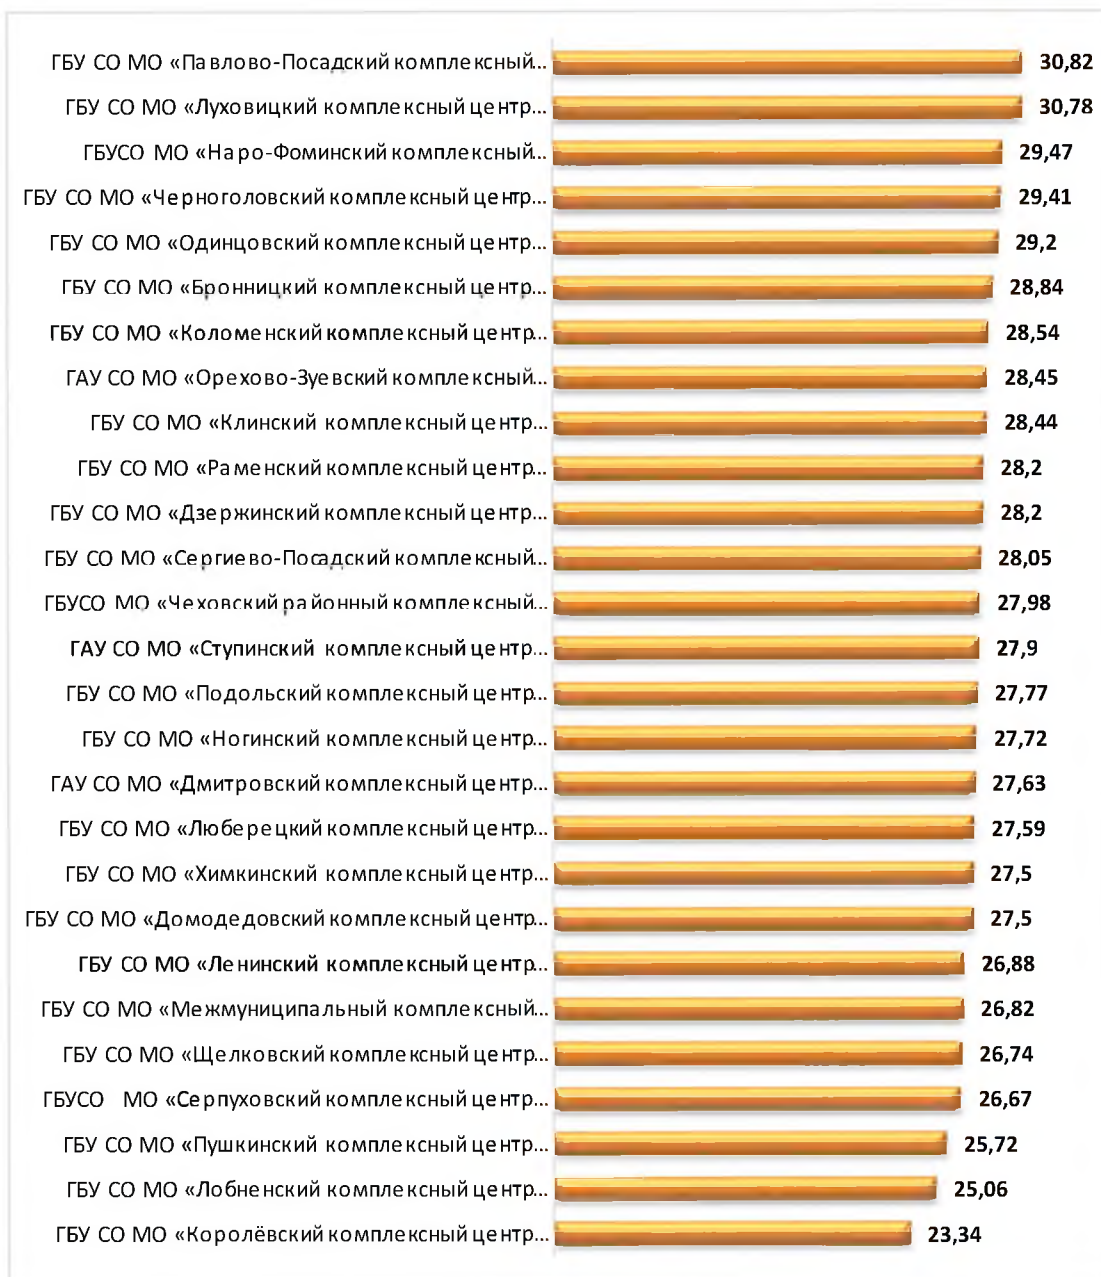 ГБУ СО МО «Павлово-Посадский комплексный... 30,82
ГБУ СО МО «Луховицкий комплексный центр... 30,78
ГБУСО МО «Наро-Фоминский комплексный... 29,47
ГБУ СО МО «Черноголовский комплексный центр... 29,41
ГБУ СО МО «Одинцовский комплексный центр... 29,2
ГБУ СО МО «Бронницкий комплексный центр... 28,84
ГБУ СО МО «Коломенский комплексный центр... 28,54
ГАУ СО МО «Орехово-Зуевский комплексный... 28,45
ГБУ СО МО «Клинский комплексный центр... 28,44
ГБУ СО МО «Раменский комплексный центр... 28,2
ГБУ СО МО «Дзержинский комплексный центр... 28,2
ГБУ СО МО «Сергиево-Посадский комплексный... 28,05
ГБУСО МО «Чеховский районный комплексный... 27,98
ГАУ СО МО «Ступинский комплексный центр... 27,9
ГБУ СО МО «Подольский комплексный центр... 27,77
ГБУ СО МО «Ногинский комплексный центр... 27,72
ГАУ СО МО «Дмитровский комплексный центр... 27,63
ГБУ СО МО «Люберецкий комплексный центр... 27,59
ГБУ СО МО «Химкинский комплексный центр... 27,5
ГБУ СО МО «Домодедовский комплексный центр... 27,5
ГБУ СО МО «Ленинский комплексный центр... 26,88
ГБУ СО МО «Межмуниципальный комплексный... 26,82
ГБУ СО МО «Щелковский комплексный центр... 26,74
ГБУСО МО «Серпуховский комплексный центр... 26,67
ГБУ СО МО «Пушкинский комплексный центр... 25,72
ГБУ СО МО «Лобненский комплексный центр... 25,06
ГБУ СО МО «Королёвский комплексный центр... 23,34